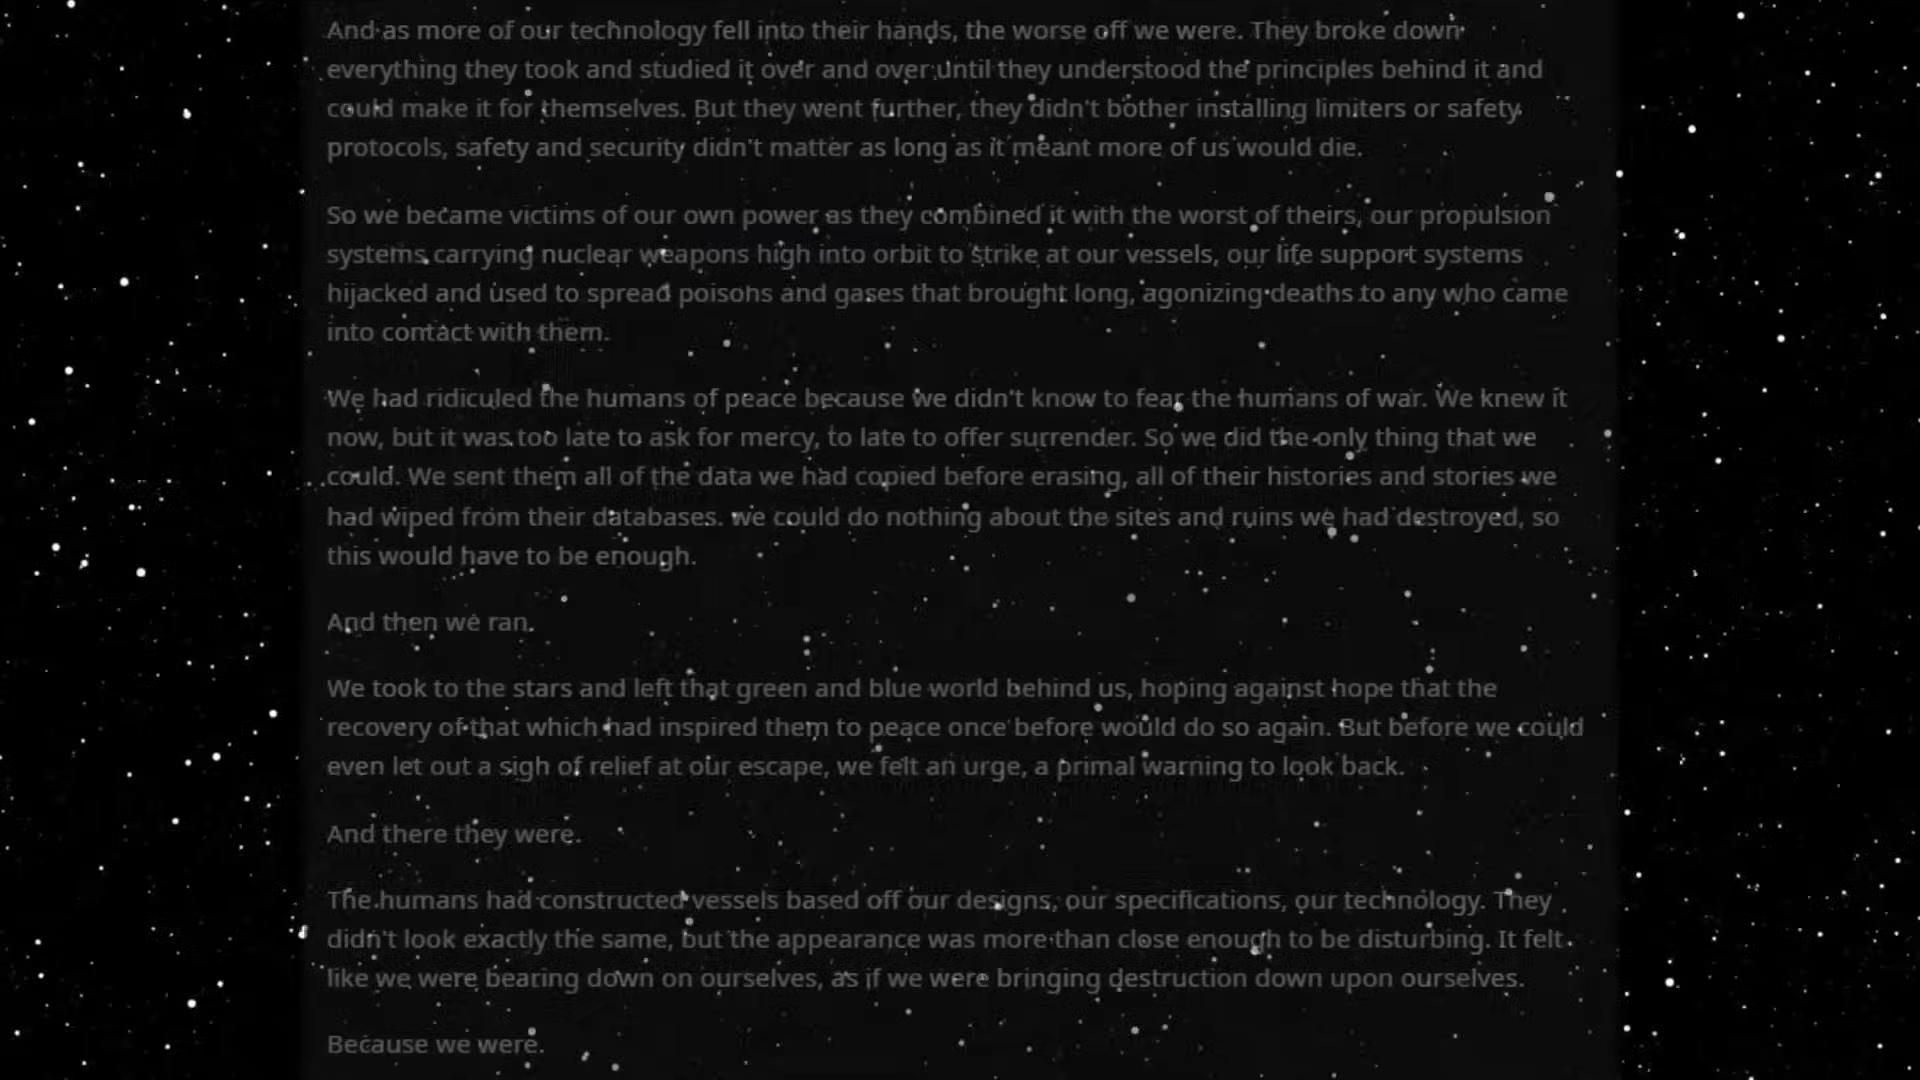 And as more of our technology fell into their hands, the worse off we were. They broke down
everything they took and studied it over and over until they understood the principles behind it and
could make it for themselves. But they went further, they didn't bother installing limiters or safety
protocols, safety and security didn't matter as long as it meant more of us would die.
So we became victims of our own power as they combined it with the worst of theirs, our propulsion
systems carrying nuclear weapons high into orbit to strike at our vessels, our life support systems
hijacked and used to spread poisons and gases that brought long, agonizing deaths to any who came
into contact with them.
We had ridiculed the humans of peace because we didn't know to fear the humans of war. We knew it
now, but it was too late to ask for mercy, to late to offer surrender. So we did the only thing that we
could. We sent them all of the data we had copied before erasing, all of their histories and stories we
had wiped from their databases. we could do nothing about the sites and ruins we had destroyed, so
this would have to be enough.
And then we ran.
We took to the stars and left that green and blue world behind us, hoping against hope that the
recovery of that which had inspired them to peace once before would do so again. But before we could
even let out a sigh of relief at our escape, we felt an urge, a primal warning to look back.
And there they were.
The humans had constructed vessels based off our designs, our specifications, our technology. They
didn't look exactly the same, but the appearance was more than close enough to be disturbing. It felt
like we were bearing down on ourselves, as if we were bringing destruction down upon ourselves.
Because we were.